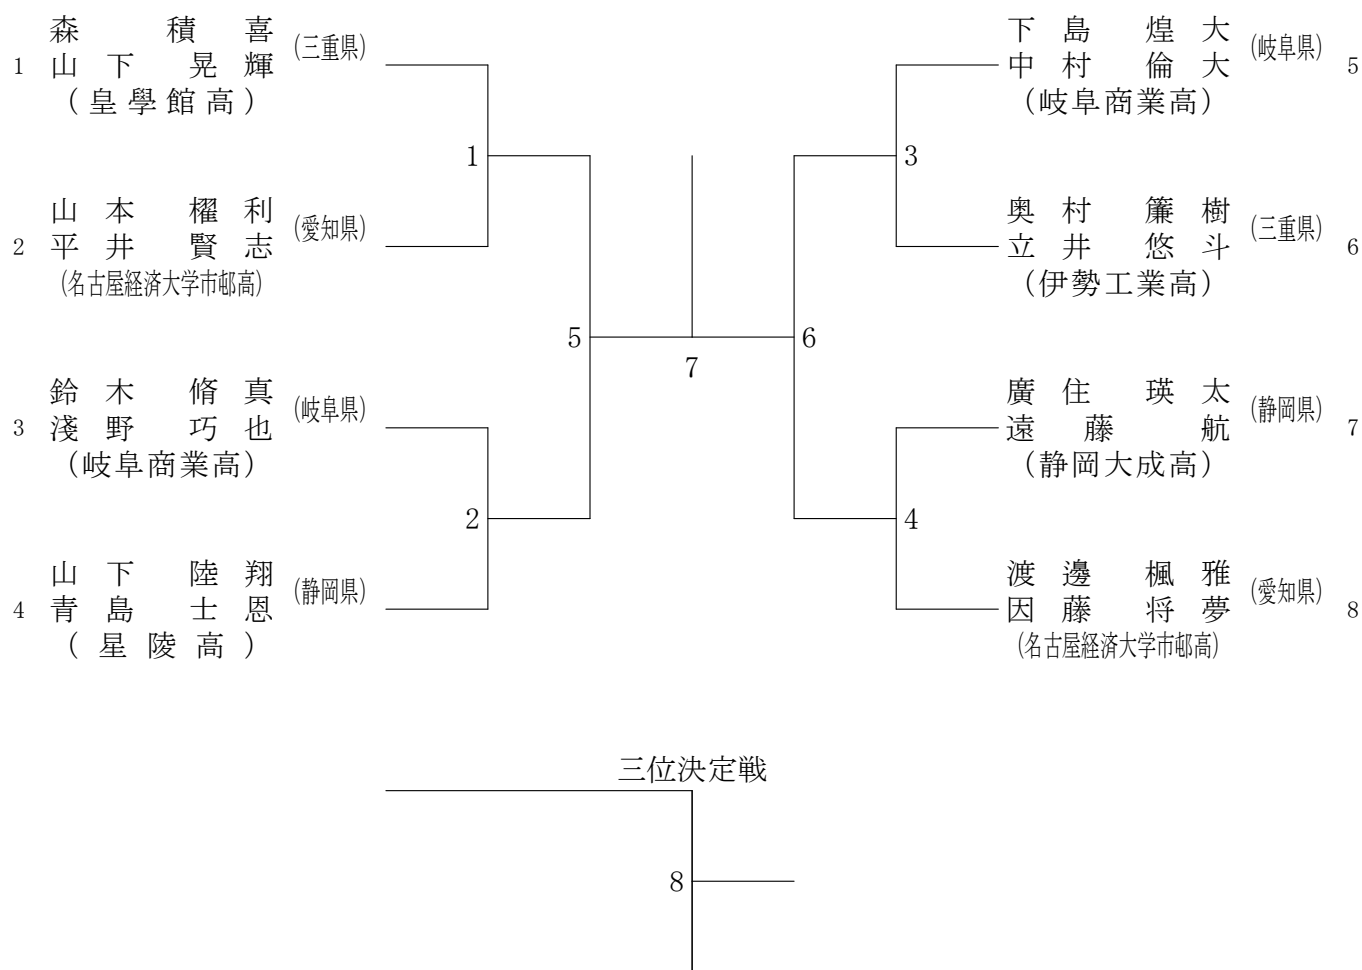 森 積喜 (三重県)
1 山下 晃輝
(皇學館高)
1
山本 櫂利 (愛知県)
2 平井 賢志
(名古屋経済大学市邨高)
5
鈴木 脩真 (岐阜県)
3 淺野 巧也
(岐阜商業高)
2
山下 陸翔 (静岡県)
4 青島 士恩
(星陵高)
7
下島 煌大 (岐阜県)
中村 倫大 5
(岐阜商業高)
3
奥村 簾樹 (三重県)
立井 悠斗 6
(伊勢工業高)
6
廣住 瑛太 (静岡県)
遠藤 航 7
(静岡大成高)
4
渡邊 楓雅 (愛知県)
因藤 将夢 8
(名古屋経済大学市邨高)
三位決定戦
8